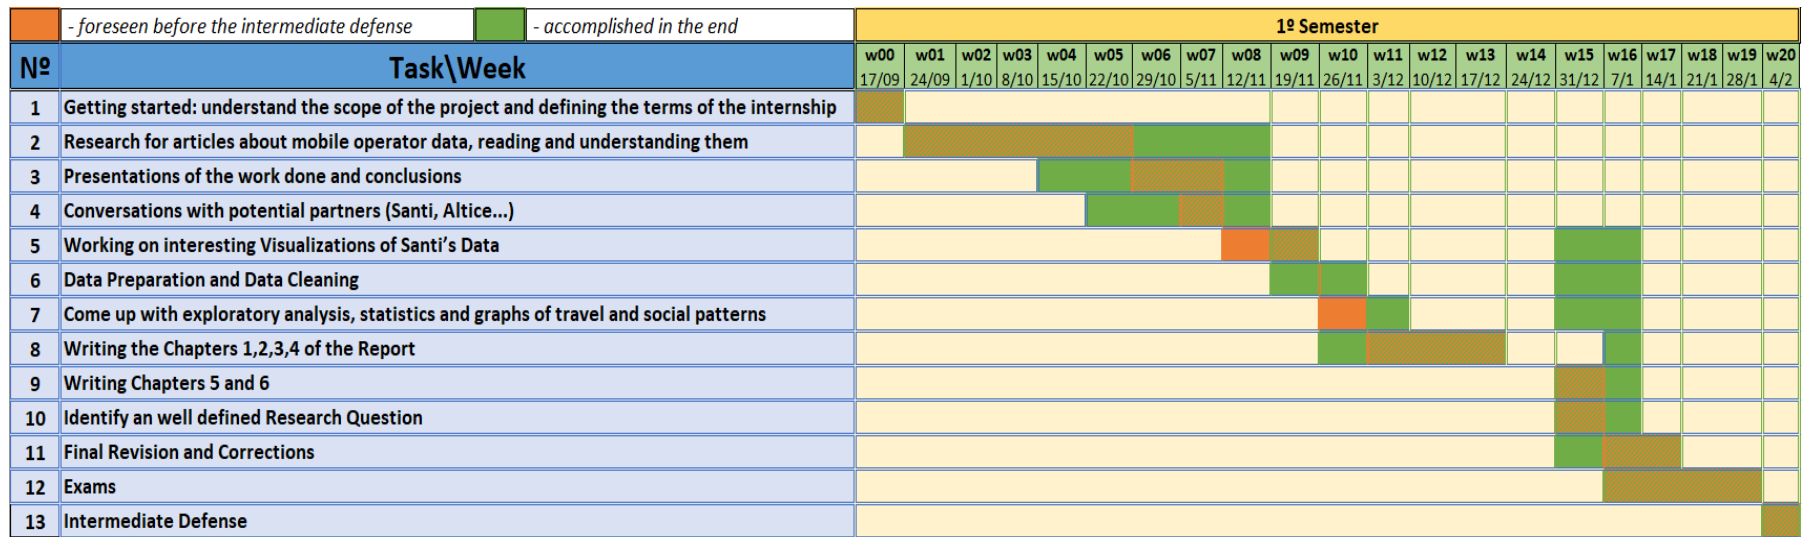 - foreseen before the intermediate defense - accomplished in the end 1º Semester
Nº Task\Week w00 w01 w02 w03 w04 w05 w06 w07 w08 w09 w10 w11 w12 w13 w14 w15 w16 w17 w18 w19 w20
17/09 24/09 1/10 8/10 15/10 22/10 29/10 5/11 12/11 19/11 26/11 3/12 10/12 17/12 24/12 31/12 7/1 14/1 21/1 28/1 4/2
1 Getting started: understand the scope of the project and defining the terms of the internship
2 Research for articles about mobile operator data, reading and understanding them
3 Presentations of the work done and conclusions
4 Conversations with potential partners (Santi, Altice...)
5 Working on interesting Visualizations of Santi's Data
6 Data Preparation and Data Cleaning
7 Come up with exploratory analysis, statistics and graphs of travel and social patterns
8 Writing the Chapters 1,2,3,4 of the Report
9 Writing Chapters 5 and 6
10 Identify an well defined Research Question
11 Final Revision and Corrections
12 Exams
13 Intermediate Defense